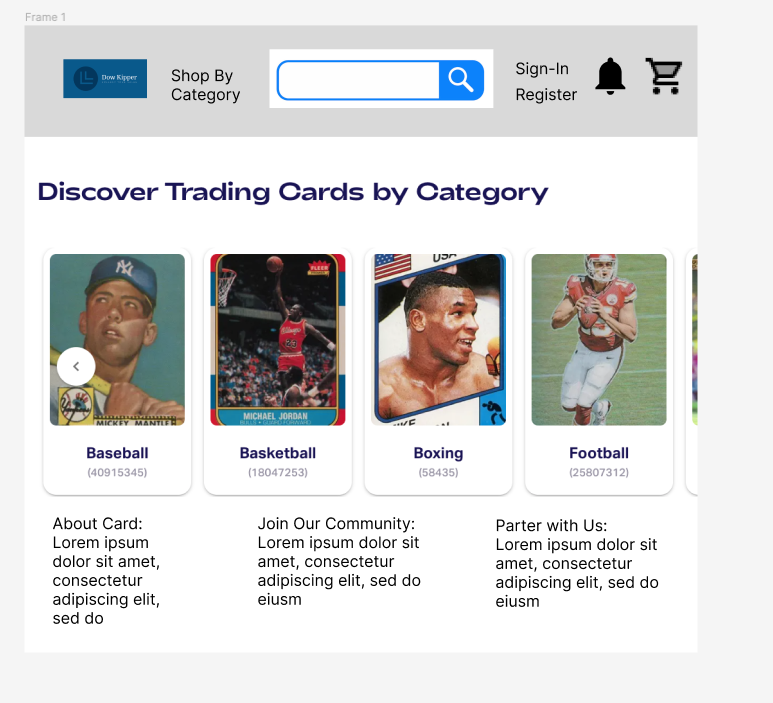 Frame 1
Dow Kipper
Shop By
Category
Sign-In
Register
Discover Trading Cards by Category
FLEER
Bulls
23
MICKEY MANTLE
MICHAEL JORDAN
USA
Baseball
(40915345)
Basketball
(18047253)
Boxing
(58435)
Football
(25807312)
About Card:
Lorem ipsum
dolor sit amet,
consectetur
adipiscing elit,
sed do
Join Our Community:
Lorem ipsum dolor sit
amet, consectetur
adipiscing elit, sed do
eiusm
Parter with Us:
Lorem ipsum dolor sit
amet, consectetur
adipiscing elit, sed do
eiusm